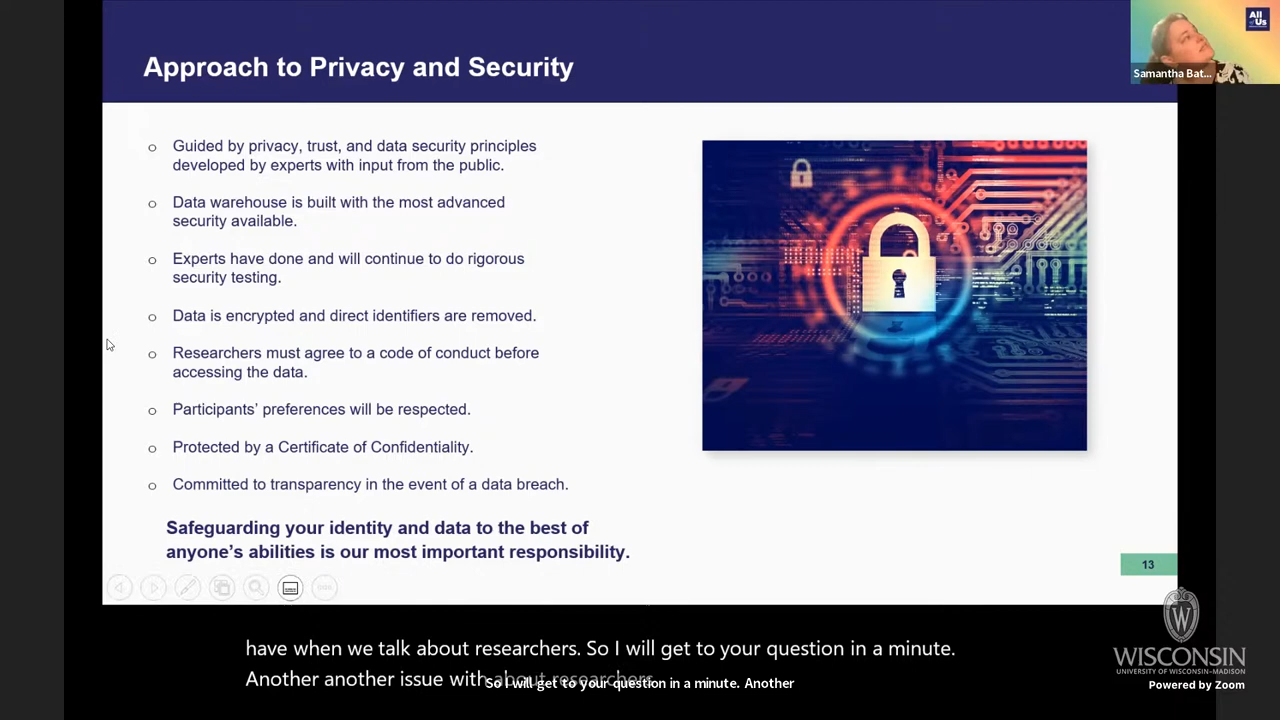 Approach to Privacy and Security
All of Us
Samantha Bat...
o Guided by privacy, trust, and data security principles
developed by experts with input from the public.
o Data warehouse is built with the most advanced
security available.
o Experts have done and will continue to do rigorous
security testing.
o Data is encrypted and direct identifiers are removed.
o Researchers must agree to a code of conduct before
accessing the data.
o Participants’ preferences will be respected.
o Protected by a Certificate of Confidentiality.
o Committed to transparency in the event of a data breach.
Safeguarding your identity and data to the best of
anyone’s abilities is our most important responsibility.
13
have when we talk about researchers. So I will get to your question in a minute.
Another another issue with about researchers
So I will get to your question in a minute. Another
WISCONSIN
UNIVERSITY OF WISCONSIN–MADISON
Powered by Zoom